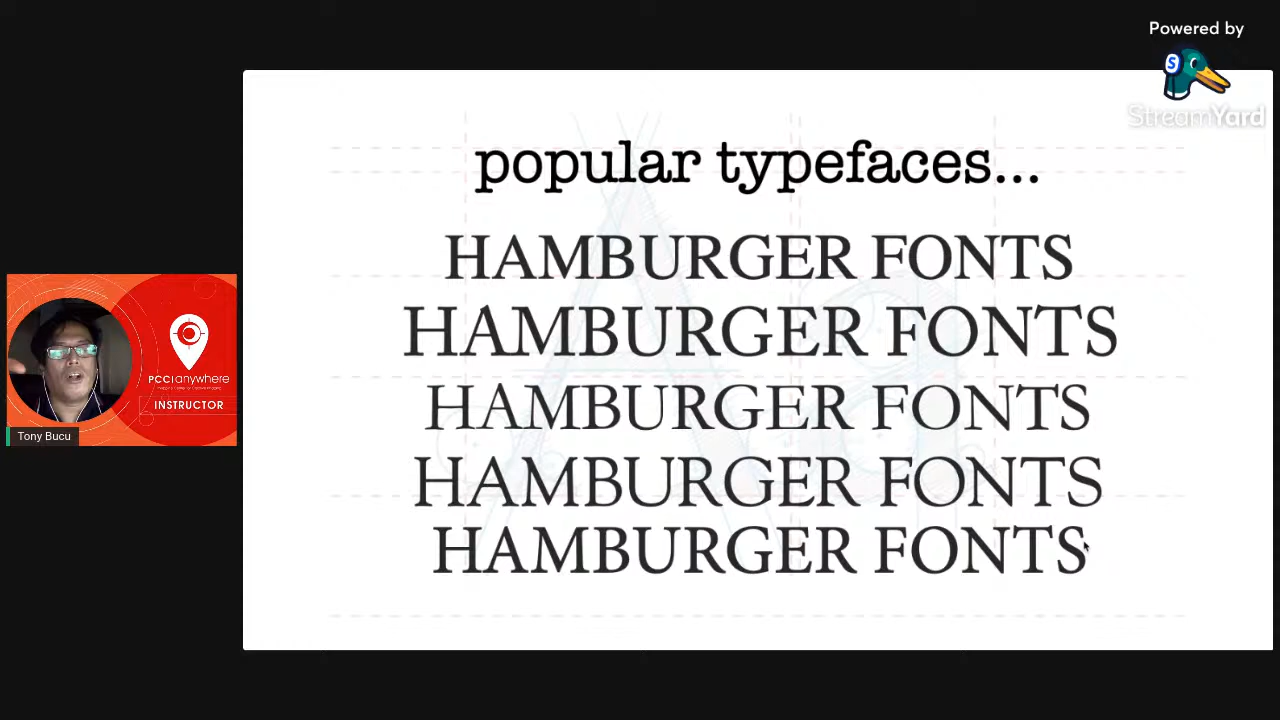 Powered by
StreamYard
popular typefaces...
HAMBURGER FONTS
HAMBURGER FONTS
HAMBURGER FONTS
HAMBURGER FONTS
HAMBURGER FONTS
PCCI anywhere
INSTRUCTOR
Tony Bucu